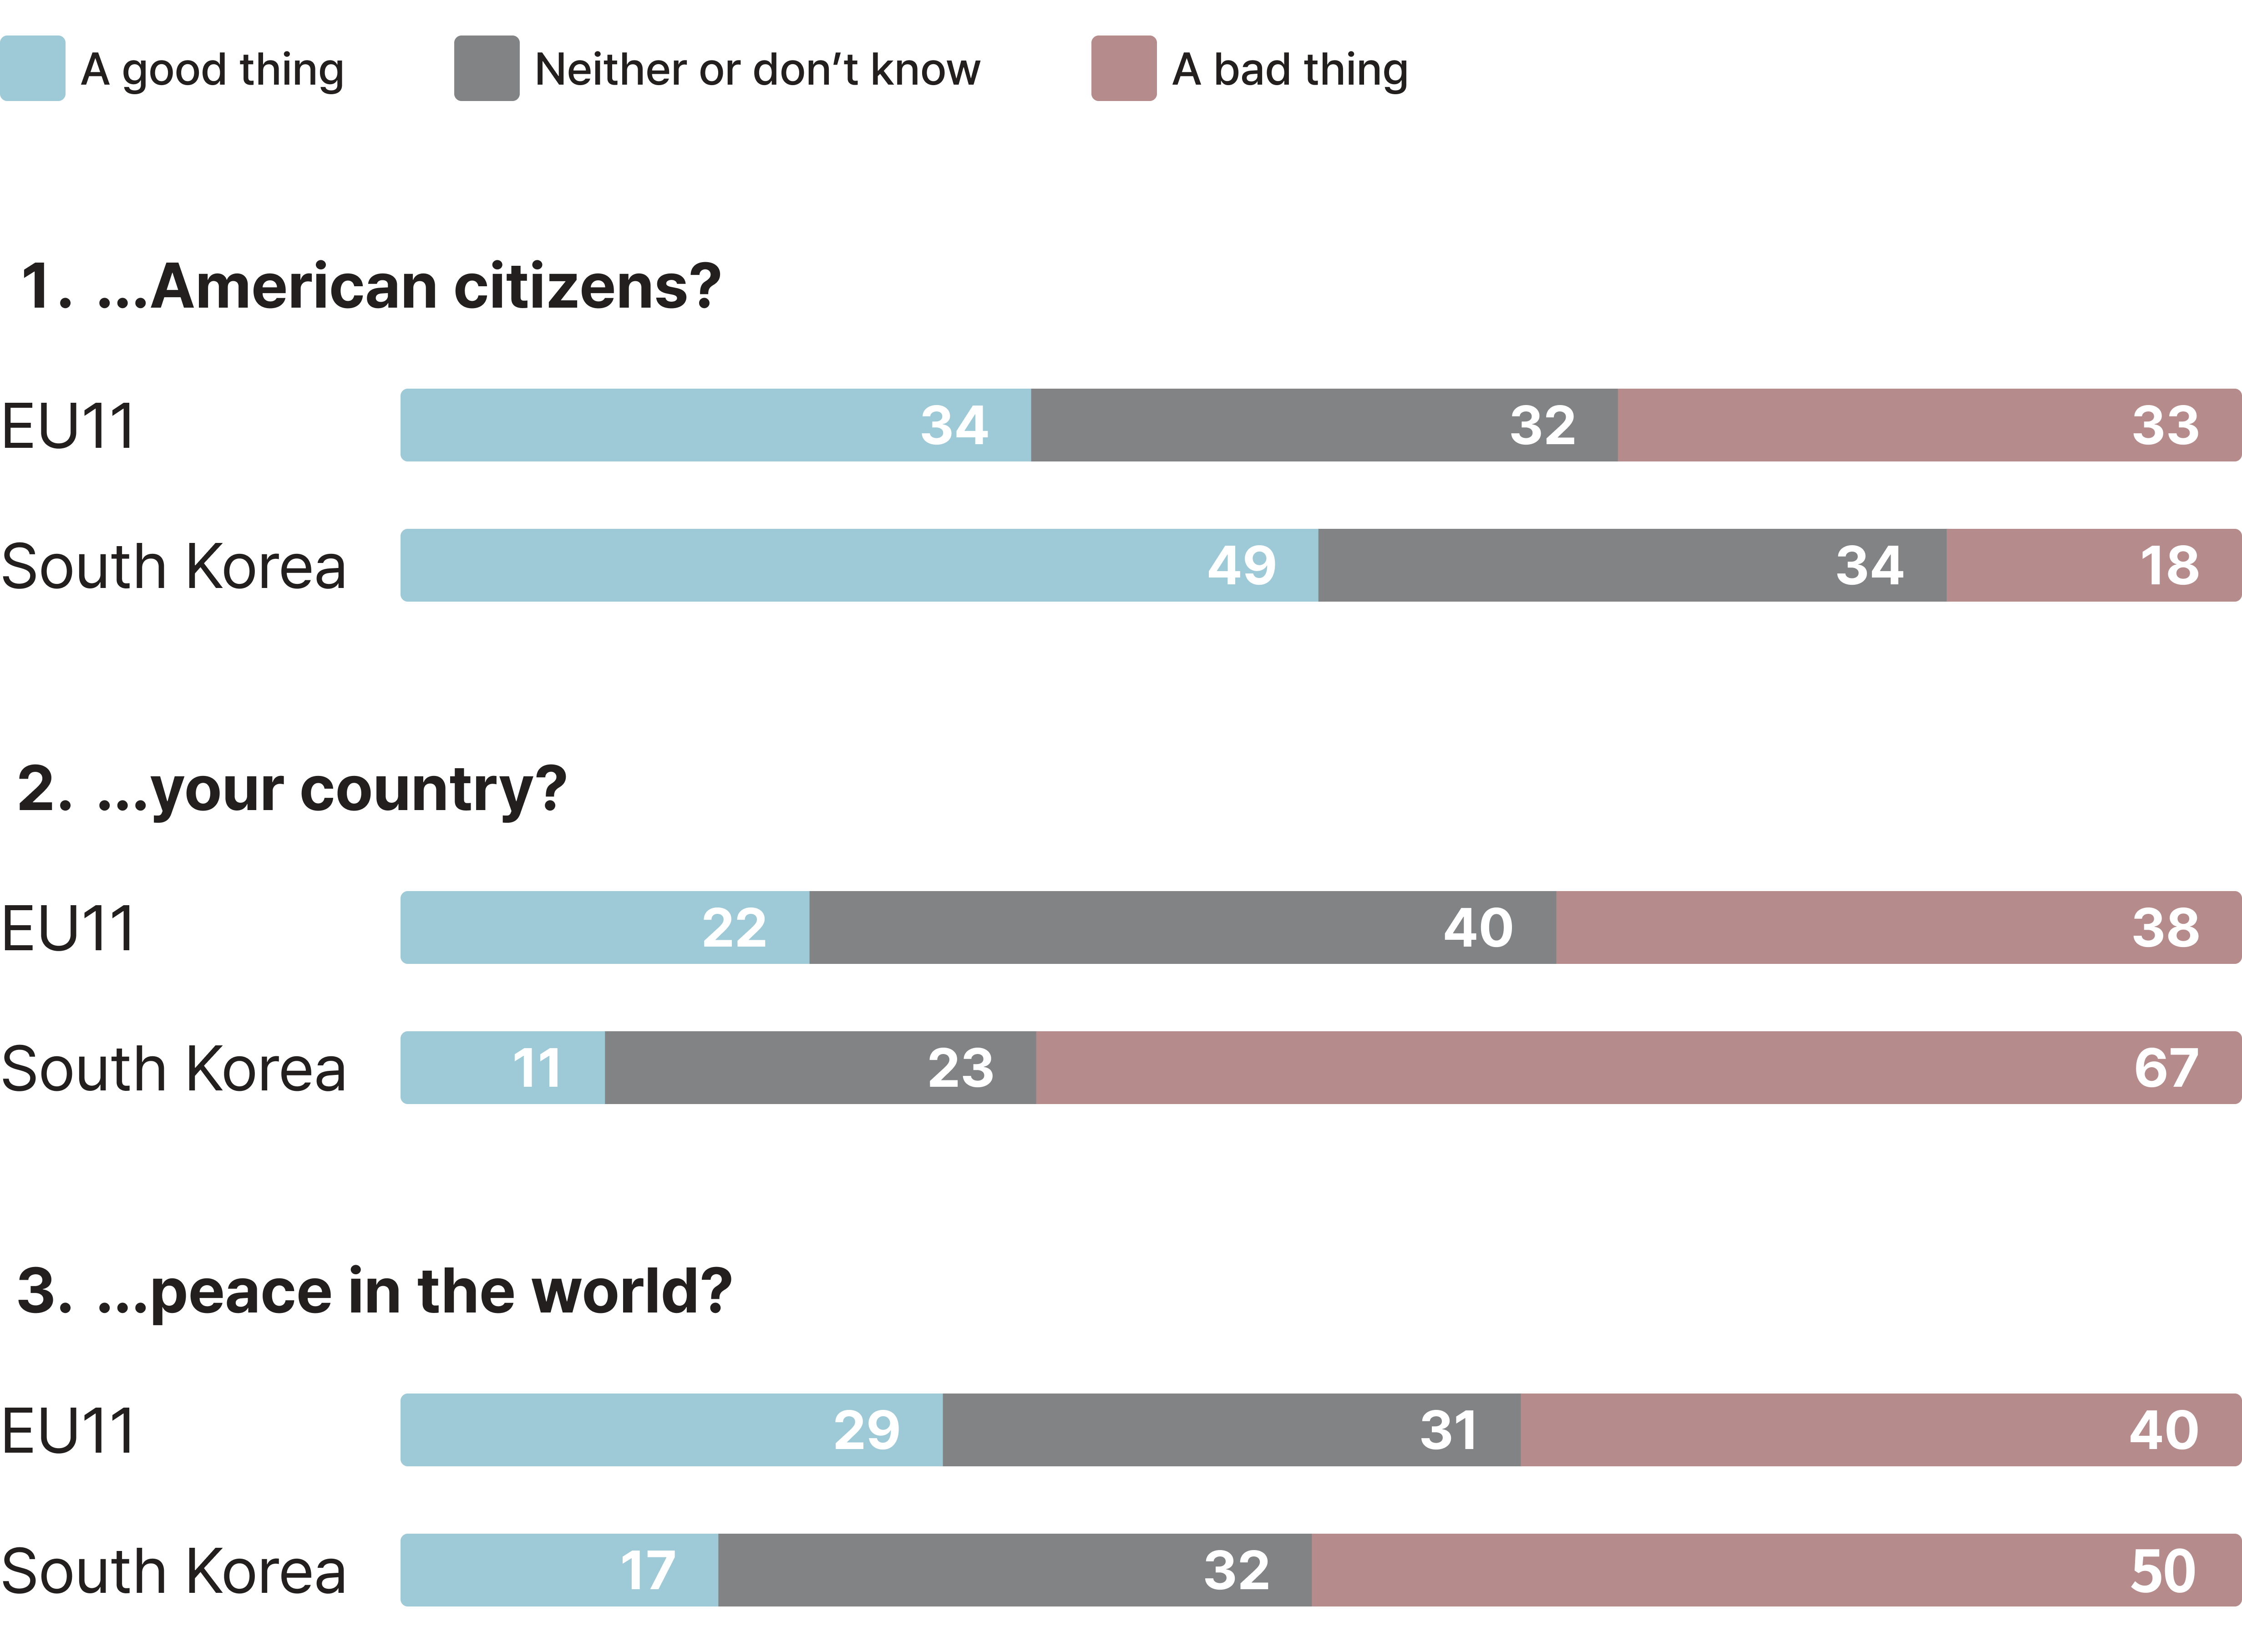 A good thing Neither or don’t know A bad thing
1. ...American citizens?
EU11 34 32 33
South Korea 49 34 18
2. ...your country?
EU11 22 40 38
South Korea 11 23 67
3. ...peace in the world?
EU11 29 31 40
South Korea 17 32 50